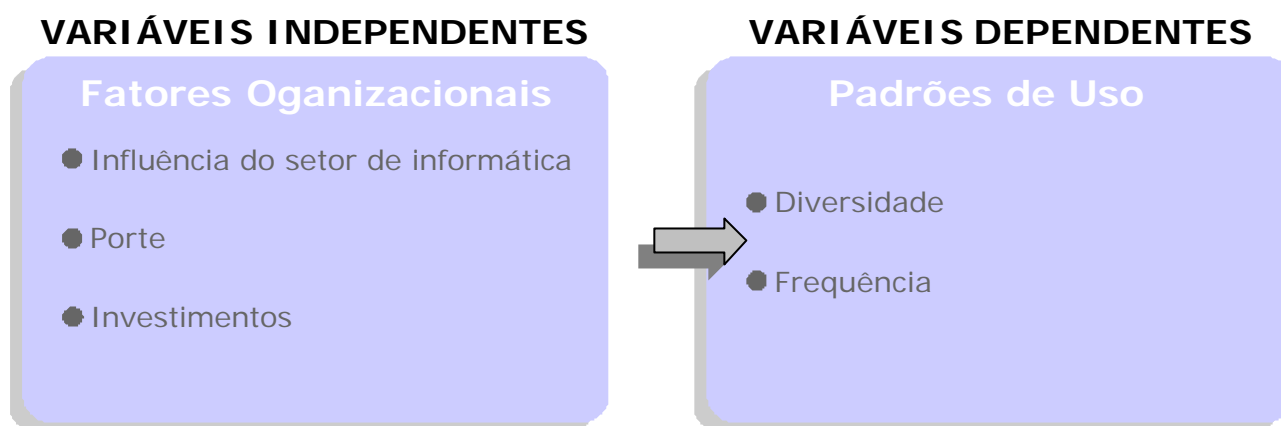 VARIÁVEIS INDEPENDENTES
Fatores Oganizacionais
Influência do setor de informática
Porte
Investimentos
VARIÁVEIS DEPENDENTES
Padrões de Uso
Diversidade
Frequência